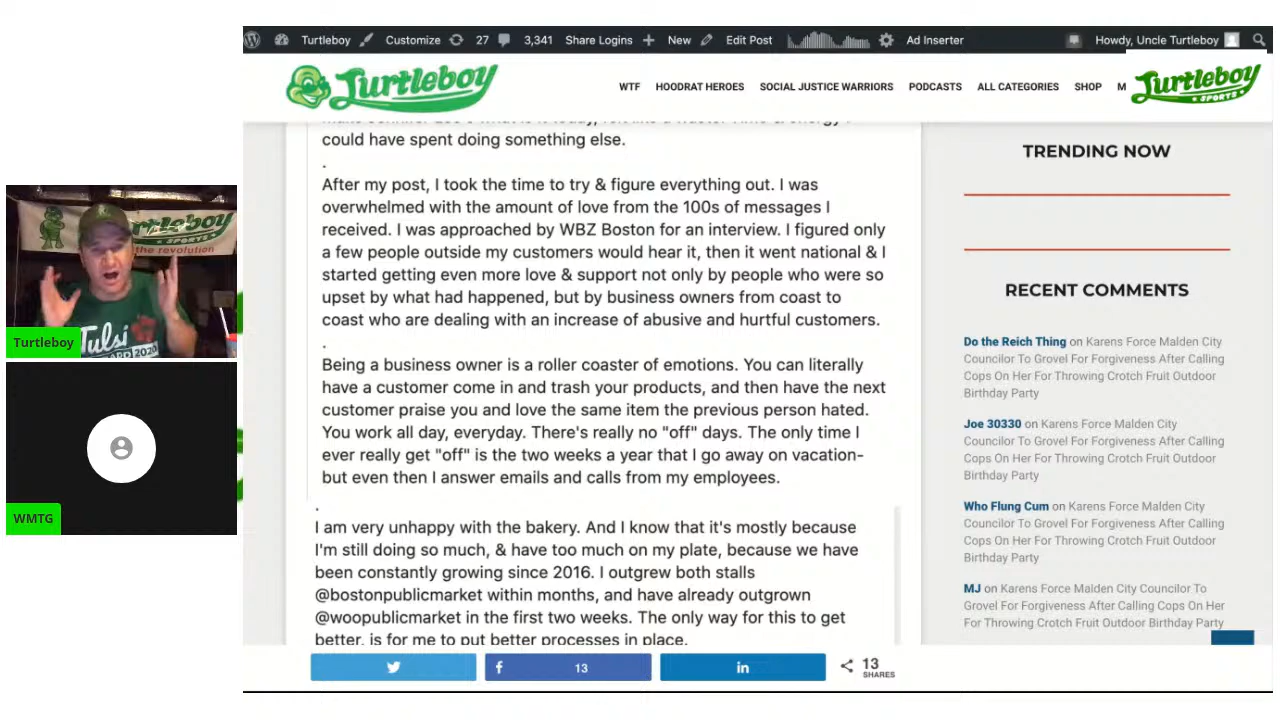 Turtleboy
Customize
27
3,341
Share Logins
New
Edit Post
Ad Inserter
Howdy, Uncle Turtleboy
Turtleboy
WTF
HOODRAT HEROES
SOCIAL JUSTICE WARRIORS
PODCASTS
ALL CATEGORIES
SHOP
M
Turtleboy
SPORTS
could have spent doing something else.
.
After my post, I took the time to try & figure everything out. I was
overwhelmed with the amount of love from the 100s of messages I
received. I was approached by WBZ Boston for an interview. I figured only
a few people outside my customers would hear it, then it went national & I
started getting even more love & support not only by people who were so
upset by what had happened, but by business owners from coast to
coast who are dealing with an increase of abusive and hurtful customers.
.
Being a business owner is a roller coaster of emotions. You can literally
have a customer come in and trash your products, and then have the next
customer praise you and love the same item the previous person hated.
You work all day, everyday. There's really no "off" days. The only time I
ever really get "off" is the two weeks a year that I go away on vacation-
but even then I answer emails and calls from my employees.
.
I am very unhappy with the bakery. And I know that it's mostly because
I'm still doing so much, & have too much on my plate, because we have
been constantly growing since 2016. I outgrew both stalls
@bostonpublicmarket within months, and have already outgrown
@woopublicmarket in the first two weeks. The only way for this to get
better, is for me to put better processes in place.
13
13
SHARES
TRENDING NOW
RECENT COMMENTS
Do the Reich Thing on Karens Force Malden City
Councilor To Grovel For Forgiveness After Calling
Cops On Her For Throwing Crotch Fruit Outdoor
Birthday Party
Joe 30330 on Karens Force Malden City
Councilor To Grovel For Forgiveness After Calling
Cops On Her For Throwing Crotch Fruit Outdoor
Birthday Party
Who Flung Cum on Karens Force Malden City
Councilor To Grovel For Forgiveness After Calling
Cops On Her For Throwing Crotch Fruit Outdoor
Birthday Party
MJ on Karens Force Malden City Councilor To
Grovel For Forgiveness After Calling Cops On Her
For Throwing Crotch Fruit Outdoor Birthday Party
turtleboy
SPORTS
the revolution
Tulsi
2020
Turtleboy
WMTG